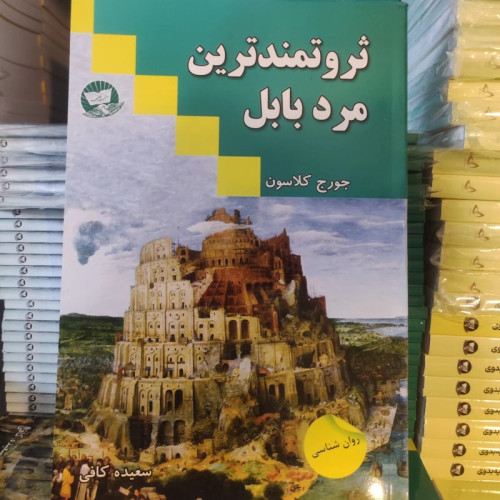 ثروتمندترین
مرد بابل
جورج کلاسون
روان شناسی
سعیده کافی